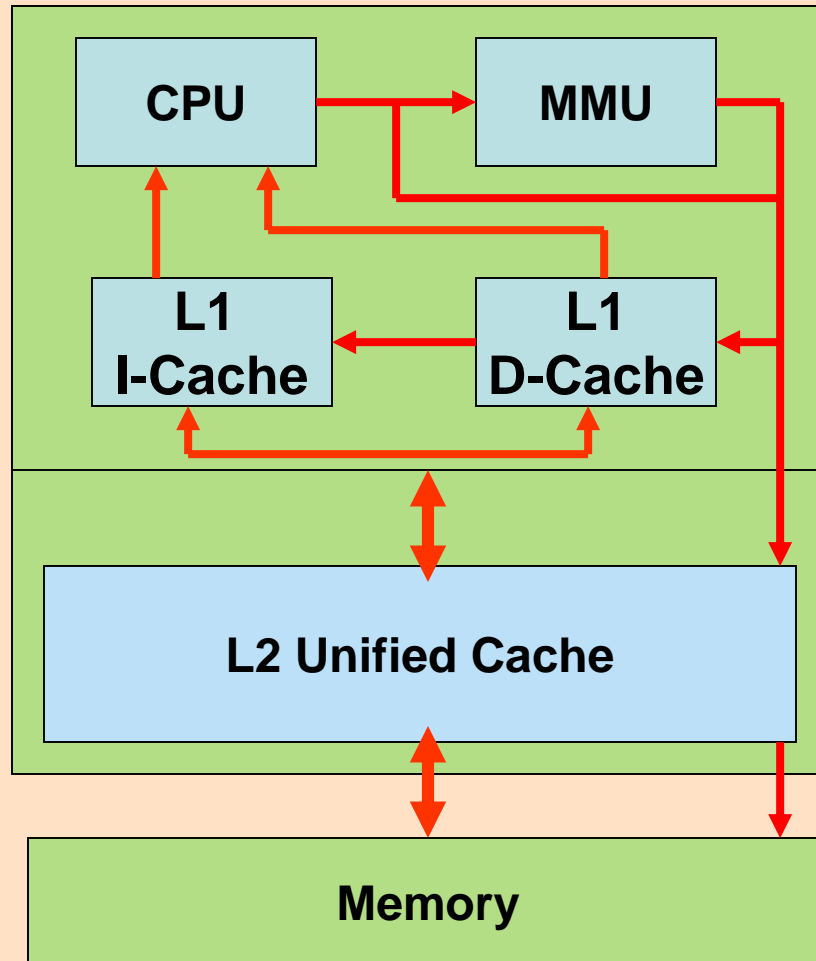 CPU
MMU
L1
I-Cache
L1
D-Cache
L2 Unified Cache
Memory